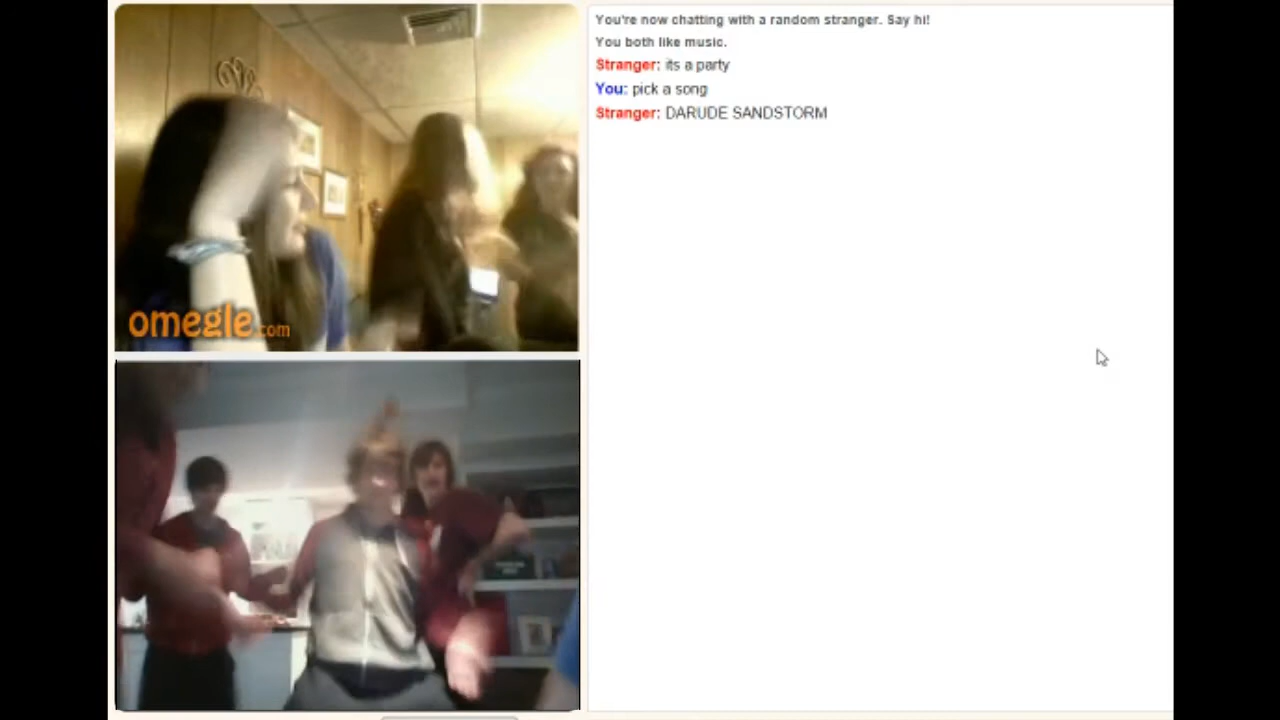 You're now chatting with a random stranger. Say hi!
You both like music.
Stranger: its a party
You: pick a song
Stranger: DARUDE SANDSTORM
omegle.com